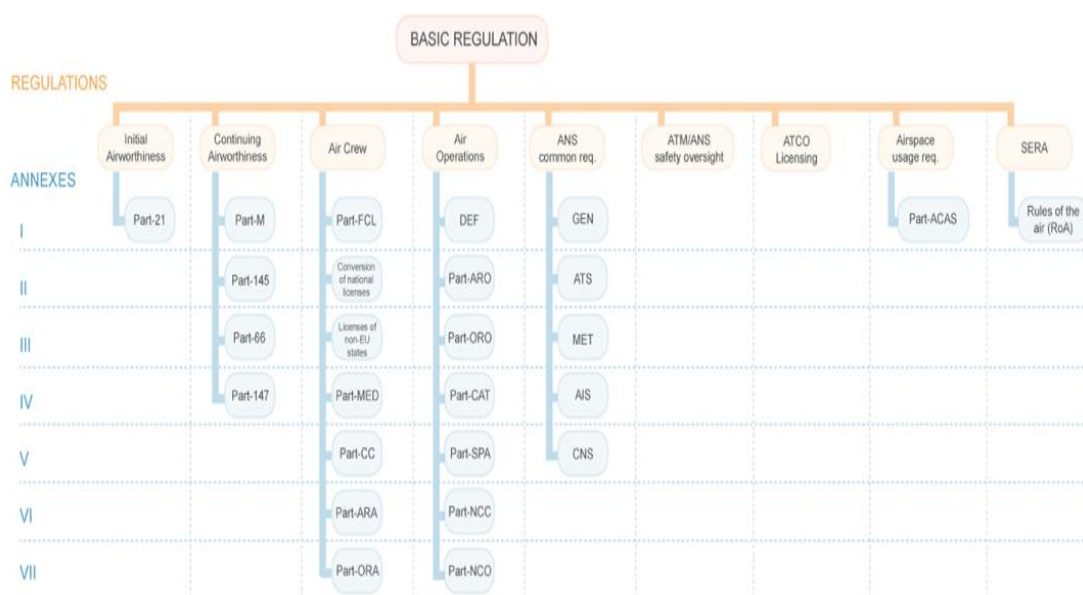 BASIC REGULATION
REGULATIONS
Initial
Airworthiness
Continuing
Airworthiness
Air Crew
Air
Operations
ANS
common req.
ATM/ANS
safety oversight
ATCO
Licensing
Airspace
usage req.
SERA
ANNEXES
I
Part-21
Part-M
Part-FCL
DEF
GEN
Part-ACAS
Rules of the
air (RoA)
II
Part-145
Conversion
of national
licenses
Part-ARO
ATS
III
Part-66
Licenses of
non-EU
states
Part-ORO
MET
IV
Part-147
Part-MED
Part-CAT
AIS
V
Part-CC
Part-SPA
CNS
VI
Part-ARA
Part-NCC
VII
Part-ORA
Part-NCO